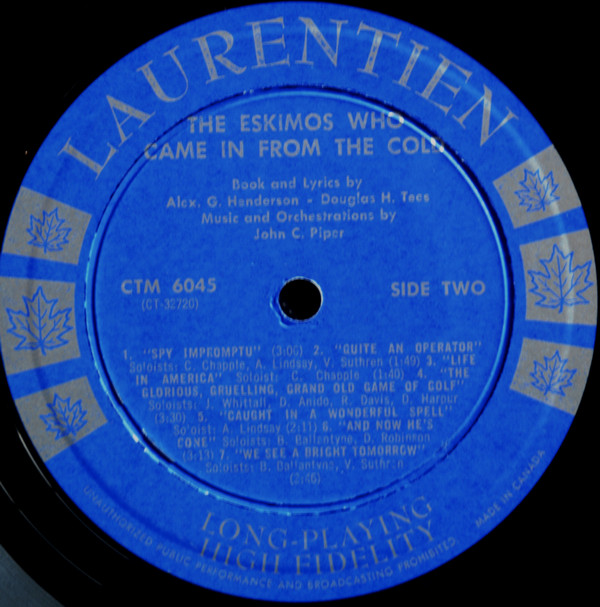 LAURENTIEN
THE ESKIMOS WHO
CAME IN FROM THE COLD
Book and Lyrics by
Alex. G. Henderson - Douglas H. Tees
Music and Orchestrations by
John C. Piper
CTM 6045
(CT-32720)
SIDE TWO
1. "SPY IMPROMPTU" (3:06) 2. "QUITE AN OPERATOR"
Soloists: C. Chapple, A. Lindsay, V. Suthren (1:49) 3. "LIFE
IN AMERICA" Soloist: C. Chapple (1:40) 4. "THE
GLORIOUS, GRUELLING, GRAND OLD GAME OF GOLF"
Soloists: J. Whittall, D. Anido, R. Davis, D. Harpur
(3:30) 5. "CAUGHT IN A WONDERFUL SPELL"
Soloist: A. Lindsay (2:11) 6. "AND NOW HE'S
GONE" Soloists: B. Ballantyne, D. Robinson
(3:13) 7. "WE SEE A BRIGHT TOMORROW"
Soloists: B. Ballantyne, V. Suthren
LONG-PLAYING
HIGH FIDELITY
UNAUTHORIZED PUBLIC PERFORMANCE AND BROADCASTING PROHIBITED
MADE IN CANADA